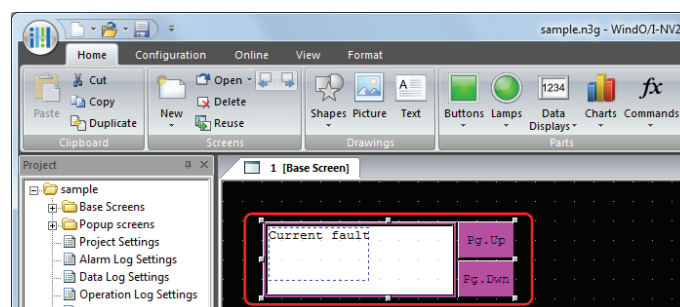 sample.n3g - WindO/I-NV2
Home Configuration Online View Format
Paste
Cut
Copy
Duplicate
Clipboard
New
Open
Delete
Reuse
Screens
Shapes Picture Text
Drawings
1234
fx
Buttons Lamps Data Displays Charts Commands
Parts
Project
sample
Base Screens
Popup screens
Project Settings
Alarm Log Settings
Data Log Settings
Operation Log Settings
1 [Base Screen]
Current fault
Pg.Up
Pg.Dwn